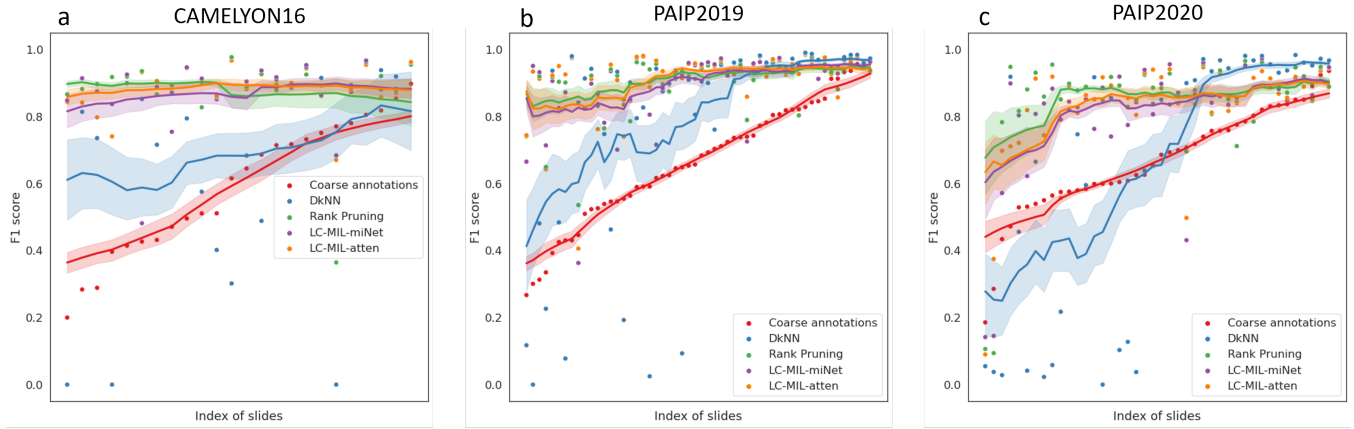 a
CAMELYON16
1.0
0.8
0.6
0.4
0.2
0.0
F1 score
Index of slides
Coarse annotations
DkNN
Rank Pruning
LC-MIL-miNet
LC-MIL-atten
b
PAIP2019
1.0
0.8
0.6
0.4
0.2
0.0
F1 score
Index of slides
Coarse annotations
DkNN
Rank Pruning
LC-MIL-miNet
LC-MIL-atten
c
PAIP2020
1.0
0.8
0.6
0.4
0.2
0.0
F1 score
Index of slides
Coarse annotations
DkNN
Rank Pruning
LC-MIL-miNet
LC-MIL-atten